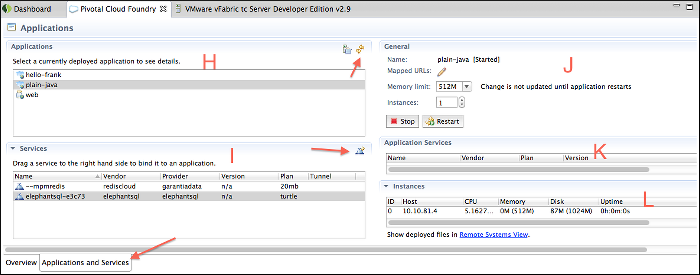 Dashboard Pivotal Cloud Foundry VMware vFabric tc Server Developer Edition v2.9
Applications
Applications
H
Select a currently deployed application to see details.
hello-frank
plain-java
web
Services
I
Drag a service to the right hand side to bind it to an application.
Name Vendor Provider Version Plan Tunnel
--mpmredis rediscloud garantiadata n/a 20mb
elephantsql-e3c73 elephantsql elephantsql n/a turtle
General
J
Name: plain-java [Started]
Mapped URLs:
Memory limit: 512M Change is not updated until application restarts
Instances: 1
Stop Restart
Application Services
K
Name Vendor Plan Version
Instances
L
ID Host CPU Memory Disk Uptime
0 10.10.81.4 5.1627... 0M (512M) 87M (1024M) 0h:0m:0s
Show deployed files in Remote Systems View.
Overview Applications and Services